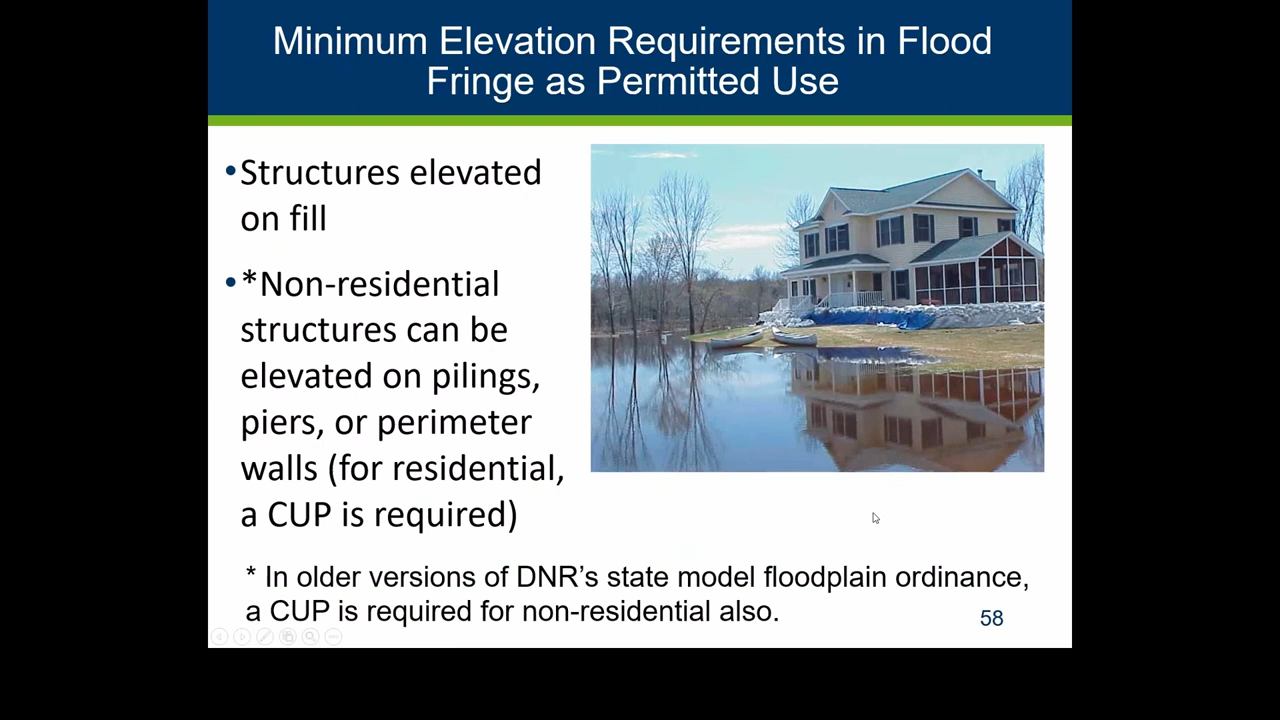 Minimum Elevation Requirements in Flood
Fringe as Permitted Use
•Structures elevated
on fill
•*Non-residential
structures can be
elevated on pilings,
piers, or perimeter
walls (for residential,
a CUP is required)
* In older versions of DNR’s state model floodplain ordinance,
a CUP is required for non-residential also.
58